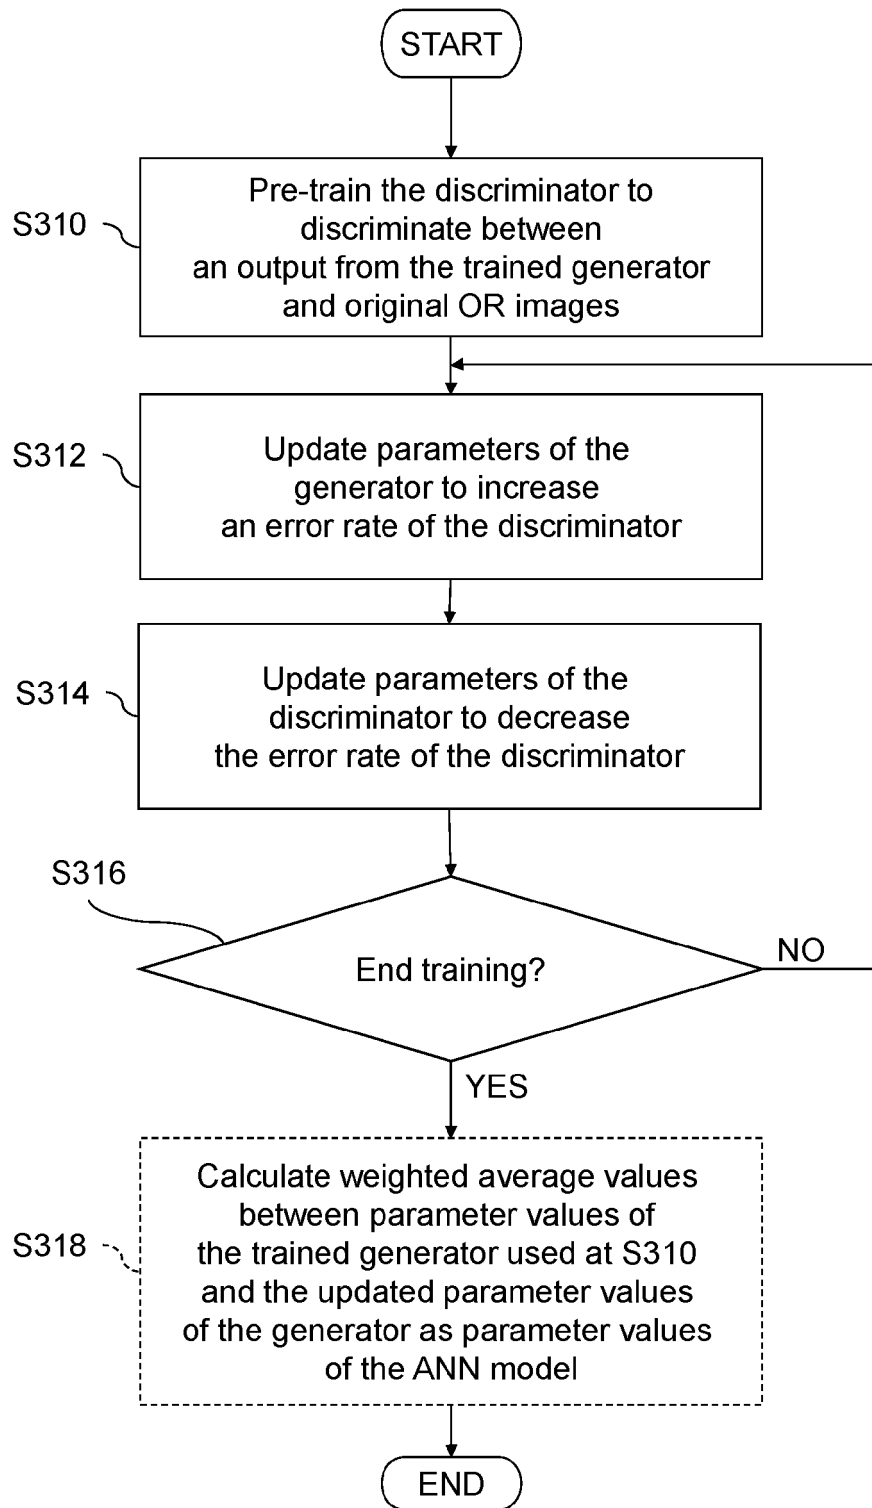 START
S310
Pre-train the discriminator to
discriminate between
an output from the trained generator
and original OR images
S312
Update parameters of the
generator to increase
an error rate of the discriminator
S314
Update parameters of the
discriminator to decrease
the error rate of the discriminator
S316
End training?
NO
YES
S318
Calculate weighted average values
between parameter values of
the trained generator used at S310
and the updated parameter values
of the generator as parameter values
of the ANN model
END